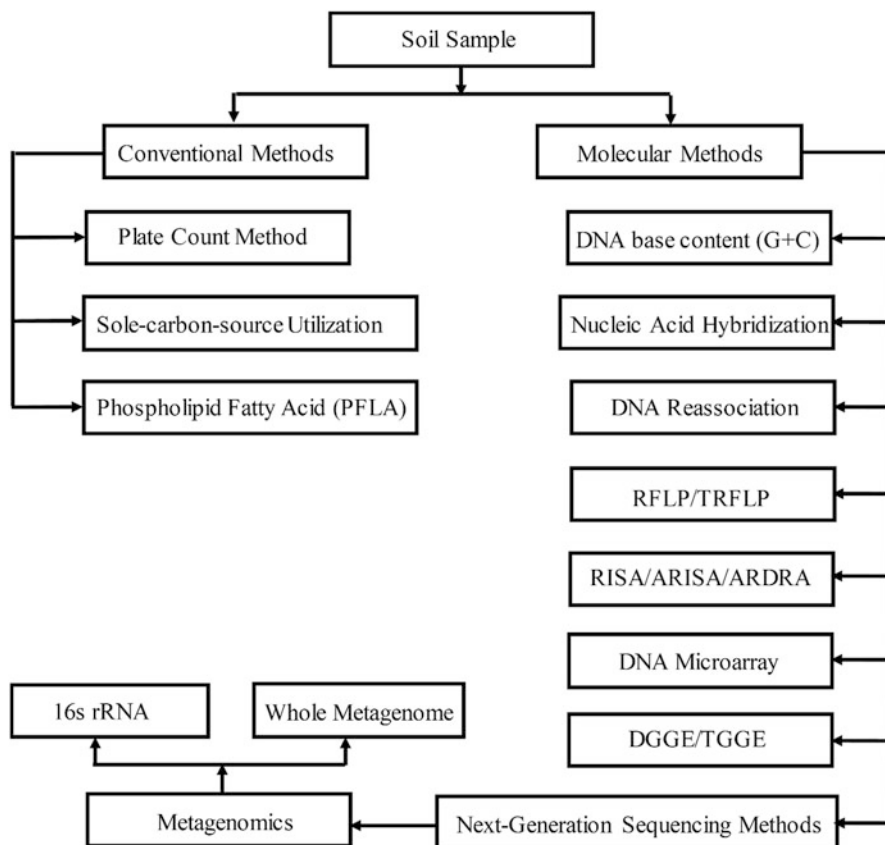 Soil Sample
Conventional Methods
Molecular Methods
Plate Count Method
DNA base content (G+C)
Sole-carbon-source Utilization
Nucleic Acid Hybridization
Phospholipid Fatty Acid (PFLA)
DNA Reassociation
RFLP/TRFLP
RISA/ARISA/ARDRA
DNA Microarray
16s rRNA
Whole Metagenome
DGGE/TGGE
Metagenomics
Next-Generation Sequencing Methods